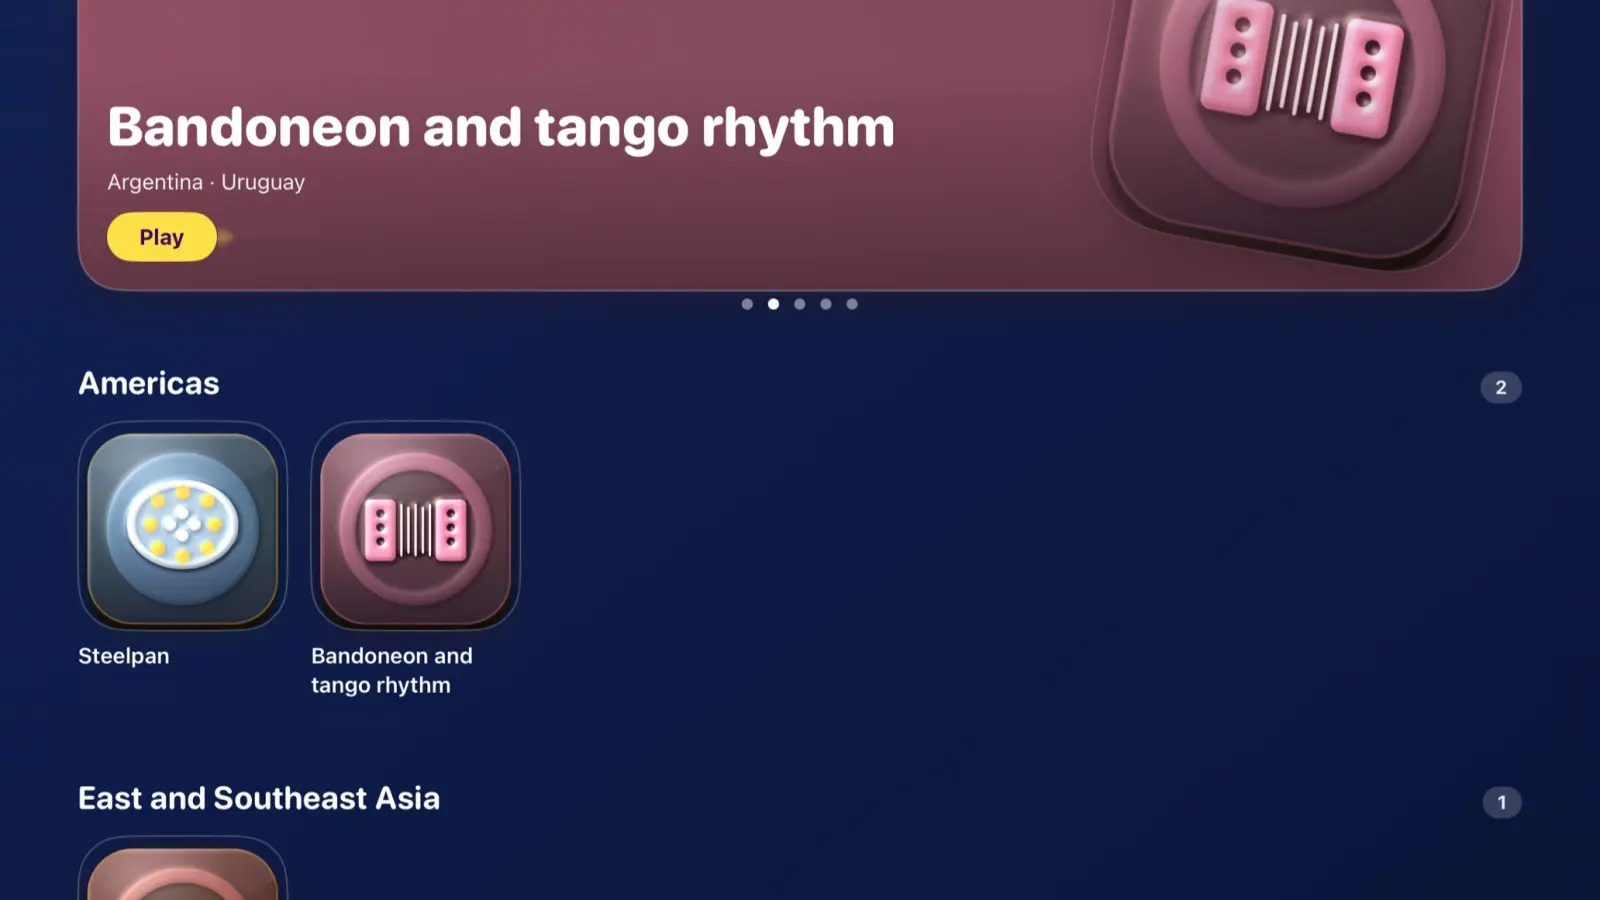 Bandoneon and tango rhythm
Argentina · Uruguay
Play
Americas
2
Steelpan
Bandoneon and
tango rhythm
East and Southeast Asia
1